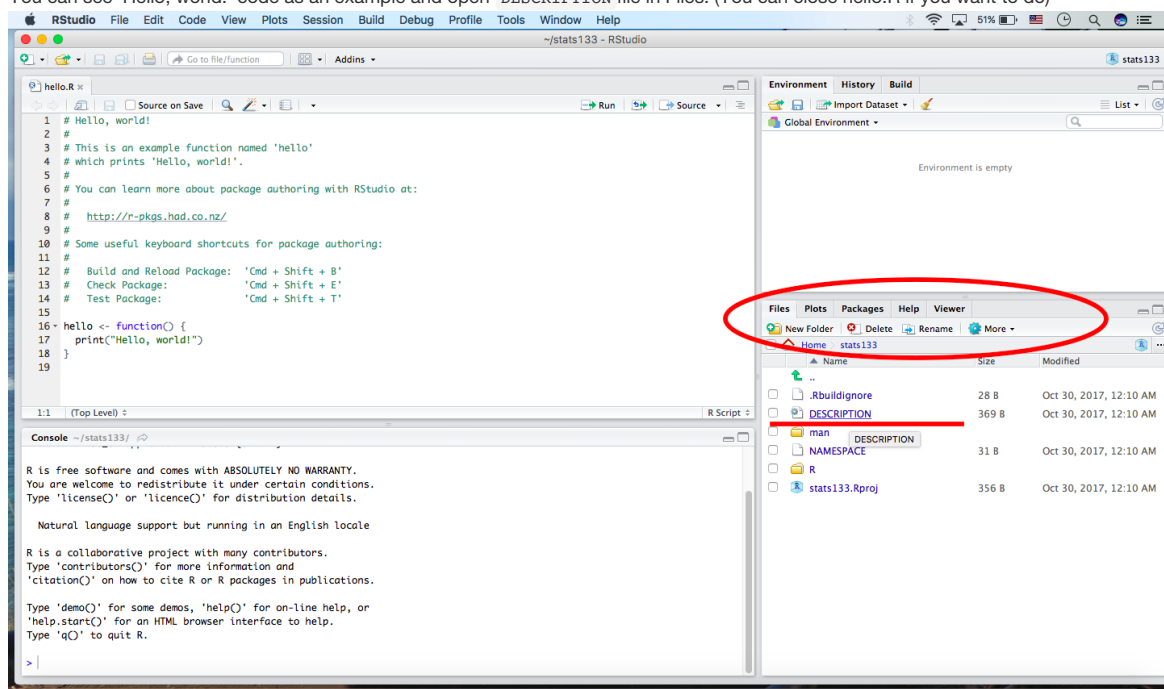 You can see "Hello, world!" code as an example and open DESCRIPTION file in Files. (You can close hello.R if you want to do)
RStudio File Edit Code View Plots Session Build Debug Profile Tools Window Help 51%
~/stats133 - RStudio
Go to file/function Addins stats133
hello.R
Source on Save Run Source
1 # Hello, world!
2 #
3 # This is an example function named 'hello'
4 # which prints 'Hello, world!'.
5 #
6 # You can learn more about package authoring with RStudio at:
7 #
8 # http://r-pkgs.had.co.nz/
9 #
10 # Some useful keyboard shortcuts for package authoring:
11 #
12 # Build and Reload Package: 'Cmd + Shift + B'
13 # Check Package: 'Cmd + Shift + E'
14 # Test Package: 'Cmd + Shift + T'
15
16 hello <- function() {
17 print("Hello, world!")
18 }
19
1:1 (Top Level) R Script
Console ~/stats133/
R is free software and comes with ABSOLUTELY NO WARRANTY.
You are welcome to redistribute it under certain conditions.
Type 'license()' or 'licence()' for distribution details.
Natural language support but running in an English locale
R is a collaborative project with many contributors.
Type 'contributors()' for more information and
'citation()' on how to cite R or R packages in publications.
Type 'demo()' for some demos, 'help()' for on-line help, or
'help.start()' for an HTML browser interface to help.
Type 'q()' to quit R.
>
Environment History Build
Import Dataset List
Global Environment
Environment is empty
Files Plots Packages Help Viewer
New Folder Delete Rename More
Home stats133
Name Size Modified
..
.Rbuildignore 28 B Oct 30, 2017, 12:10 AM
DESCRIPTION 369 B Oct 30, 2017, 12:10 AM
man
DESCRIPTION
NAMESPACE 31 B Oct 30, 2017, 12:10 AM
R
stats133.Rproj 356 B Oct 30, 2017, 12:10 AM